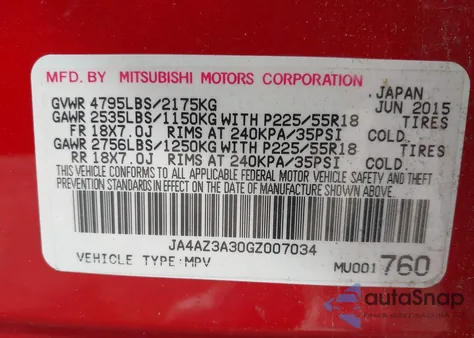 MFD. BY MITSUBISHI MOTORS CORPORATION
JAPAN
GVWR 4795LBS/2175KG JUN 2015
GAWR 2535LBS/1150KG WITH P225/55R18 TIRES
FR 18X7.0J RIMS AT 240KPA/35PSI COLD.
GAWR 2756LBS/1250KG WITH P225/55R18 TIRES
RR 18X7.0J RIMS AT 240KPA/35PSI COLD.
THIS VEHICLE CONFORMS TO ALL APPLICABLE FEDERAL MOTOR VEHICLE SAFETY, BUMPER, AND THEFT
PREVENTION STANDARDS IN EFFECT ON THE DATE OF MANUFACTURE SHOWN ABOVE.
JA4AZ3A30GZ007034
VEHICLE TYPE:MPV MU001 760
autoSnap